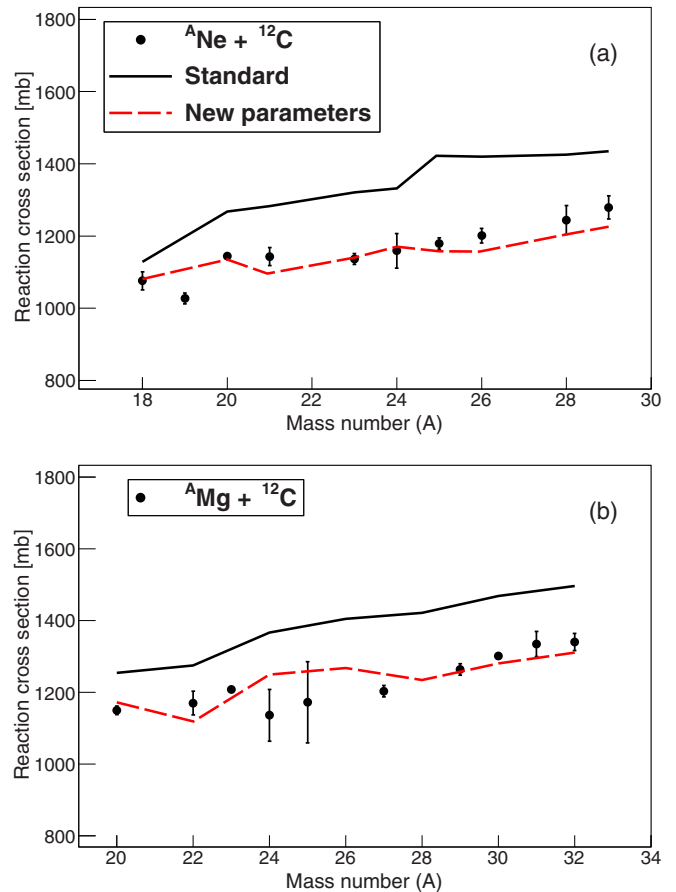 1800
1600
1400
1200
1000
800
Reaction cross section [mb]
ᴬNe + ¹²C
Standard
New parameters
(a)
18 20 22 24 26 28 30
Mass number (A)
1800
1600
1400
1200
1000
800
Reaction cross section [mb]
ᴬMg + ¹²C
(b)
20 22 24 26 28 30 32 34
Mass number (A)